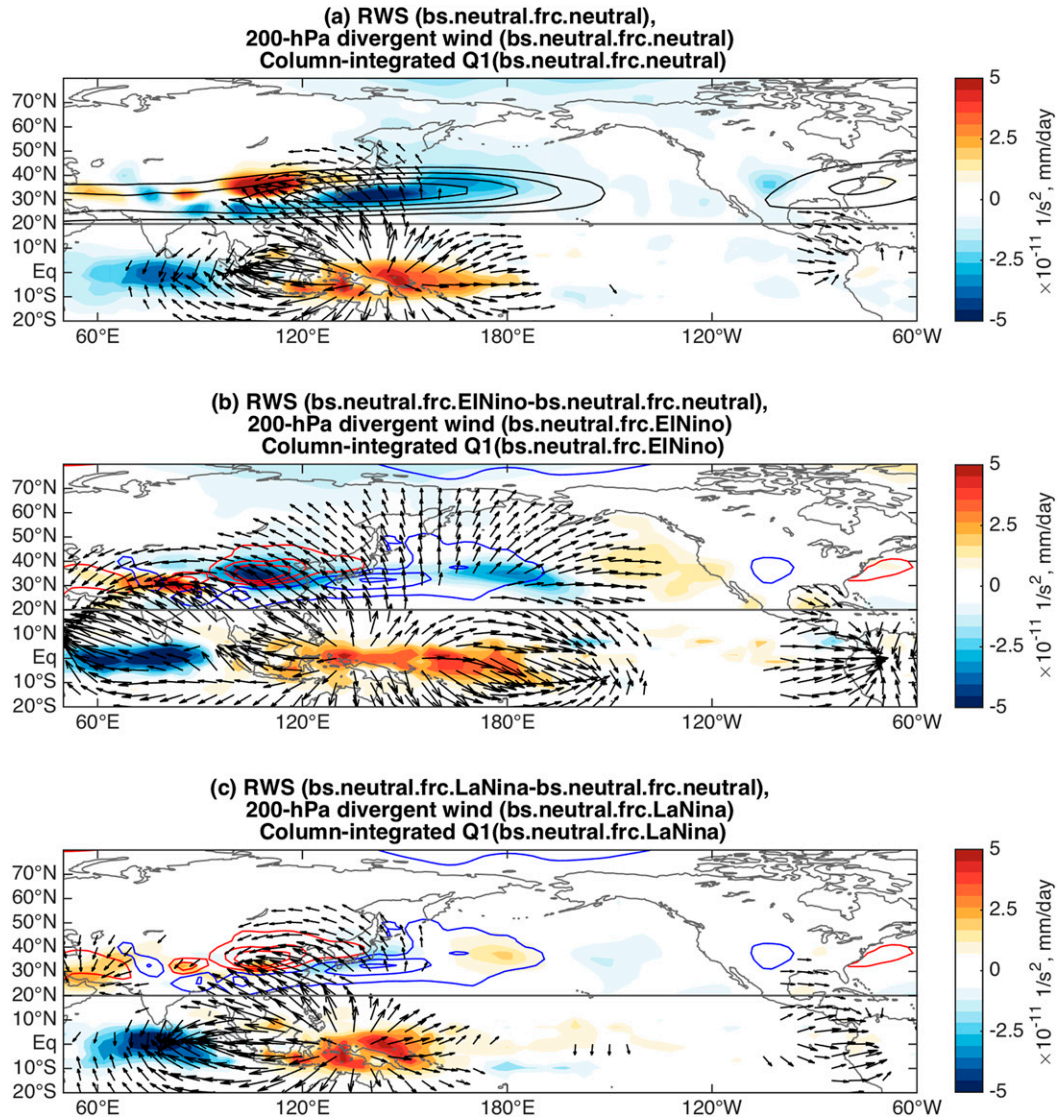 (a) RWS (bs.neutral.frc.neutral),
200-hPa divergent wind (bs.neutral.frc.neutral)
Column-integrated Q1(bs.neutral.frc.neutral)
70°N
60°N
50°N
40°N
30°N
20°N
10°N
Eq
10°S
20°S
60°E
120°E
180°E
120°W
60°W
5
2.5
0
-2.5
-5
×10⁻¹¹ 1/s², mm/day
(b) RWS (bs.neutral.frc.ElNino-bs.neutral.frc.neutral),
200-hPa divergent wind (bs.neutral.frc.ElNino)
Column-integrated Q1(bs.neutral.frc.ElNino)
70°N
60°N
50°N
40°N
30°N
20°N
10°N
Eq
10°S
20°S
60°E
120°E
180°E
120°W
60°W
5
2.5
0
-2.5
-5
×10⁻¹¹ 1/s², mm/day
(c) RWS (bs.neutral.frc.LaNina-bs.neutral.frc.neutral),
200-hPa divergent wind (bs.neutral.frc.LaNina)
Column-integrated Q1(bs.neutral.frc.LaNina)
70°N
60°N
50°N
40°N
30°N
20°N
10°N
Eq
10°S
20°S
60°E
120°E
180°E
120°W
60°W
5
2.5
0
-2.5
-5
×10⁻¹¹ 1/s², mm/day